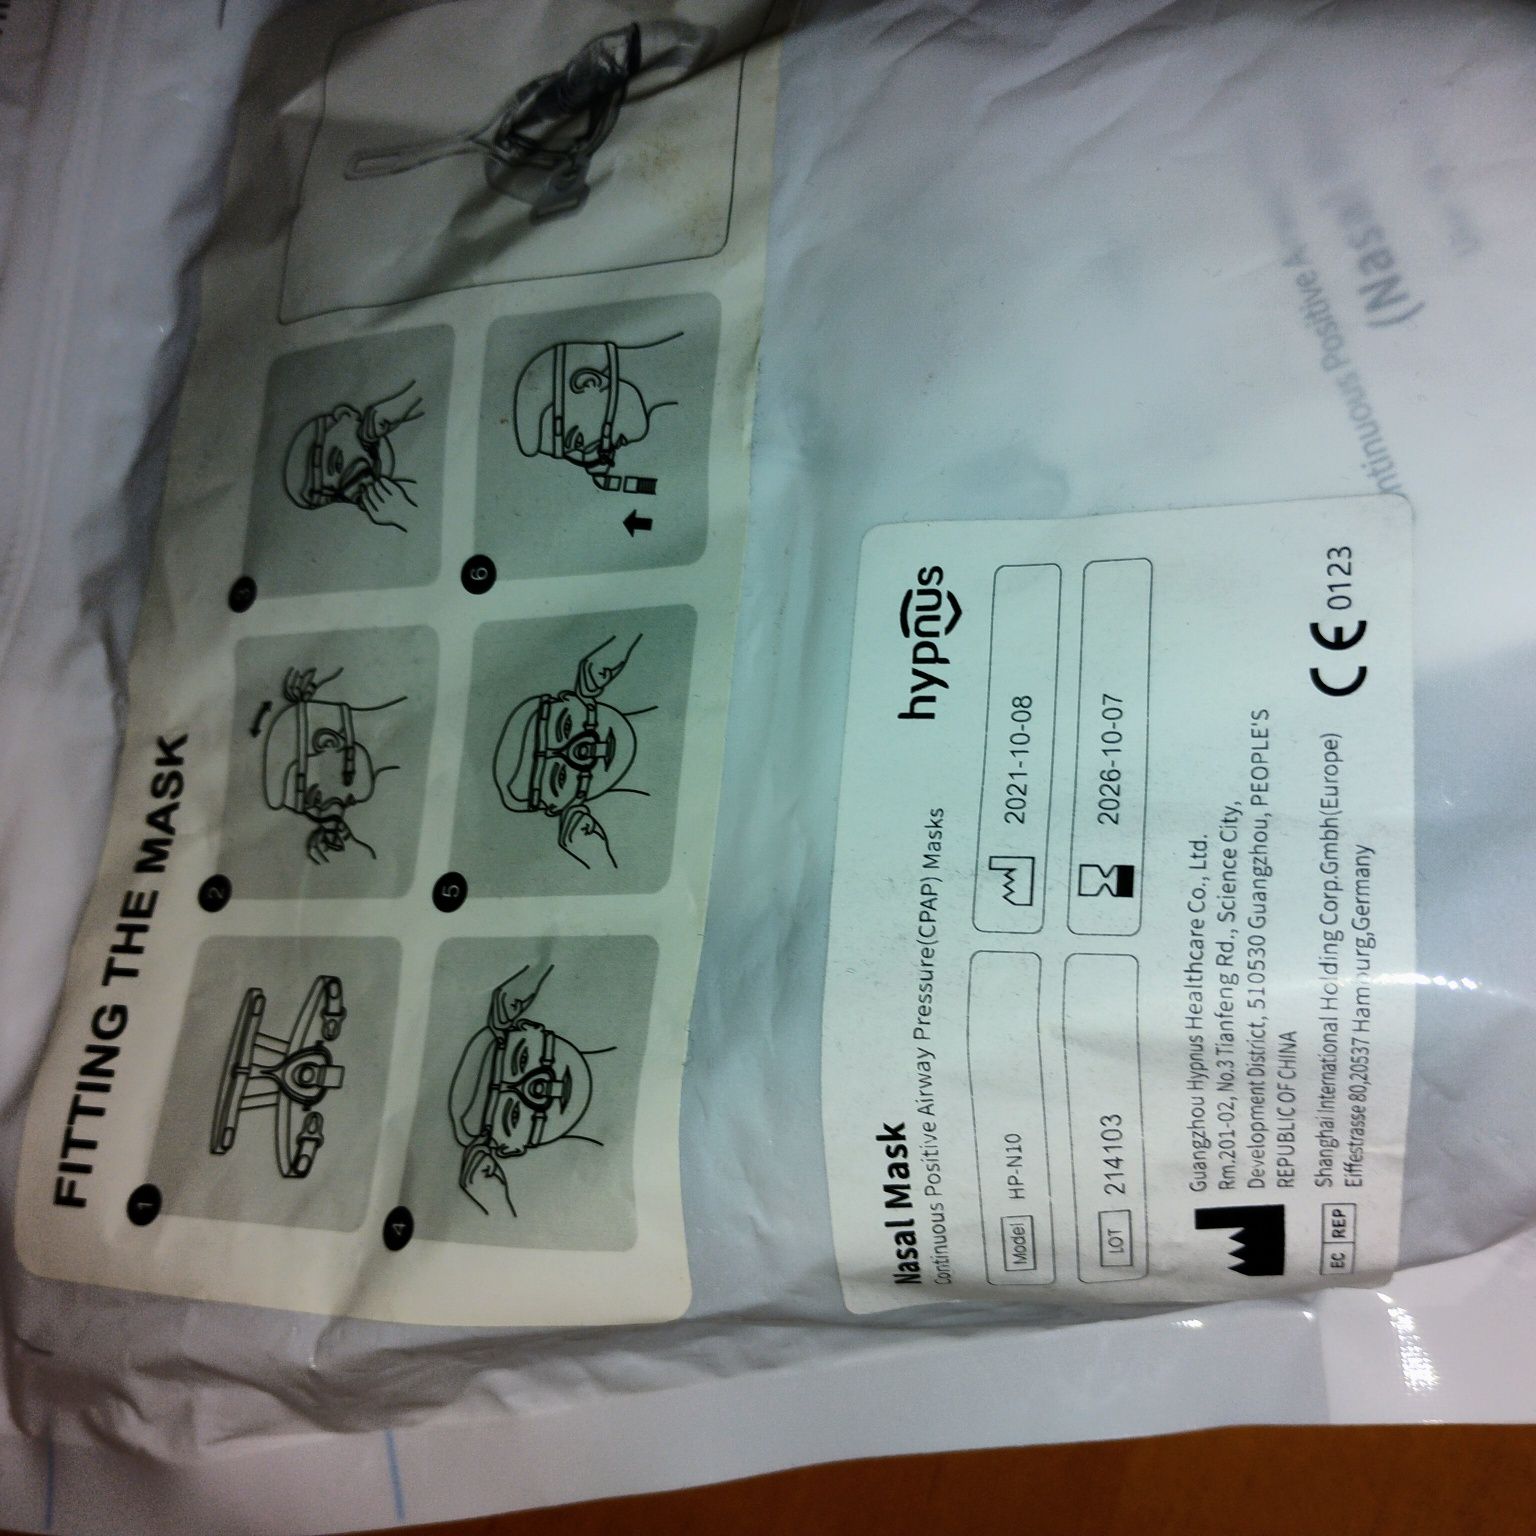 FITTING THE MASK
1
2
3
4
5
6
Nasal Mask
Continuous Positive Airway Pressure(CPAP) Masks
hypnus
Model HP-N10
2021-10-08
LOT 214103
2026-10-07
Guangzhou Hypnus Healthcare Co., Ltd.
Rm.201-02, No.3 Tianfeng Rd., Science City,
Development District, 510530 Guangzhou, PEOPLE'S
REPUBLIC OF CHINA
EC REP
Shanghai International Holding Corp.Gmbh(Europe)
Eiffestrasse 80,20537 Hamburg,Germany
CE 0123
ntinuous Positive A
(Nasal